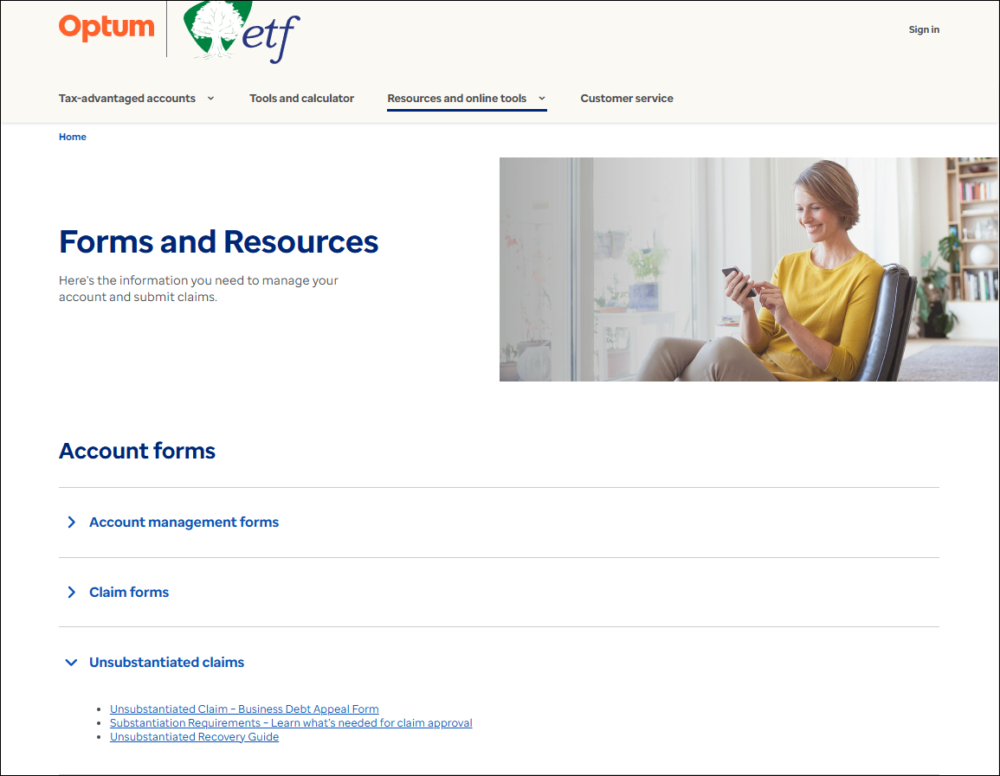 Optum
etf
Sign in
Tax-advantaged accounts
Tools and calculator
Resources and online tools
Customer service
Home
Forms and Resources
Here's the information you need to manage your
account and submit claims.
Account forms
Account management forms
Claim forms
Unsubstantiated claims
Unsubstantiated Claim – Business Debt Appeal Form
Substantiation Requirements – Learn what's needed for claim approval
Unsubstantiated Recovery Guide